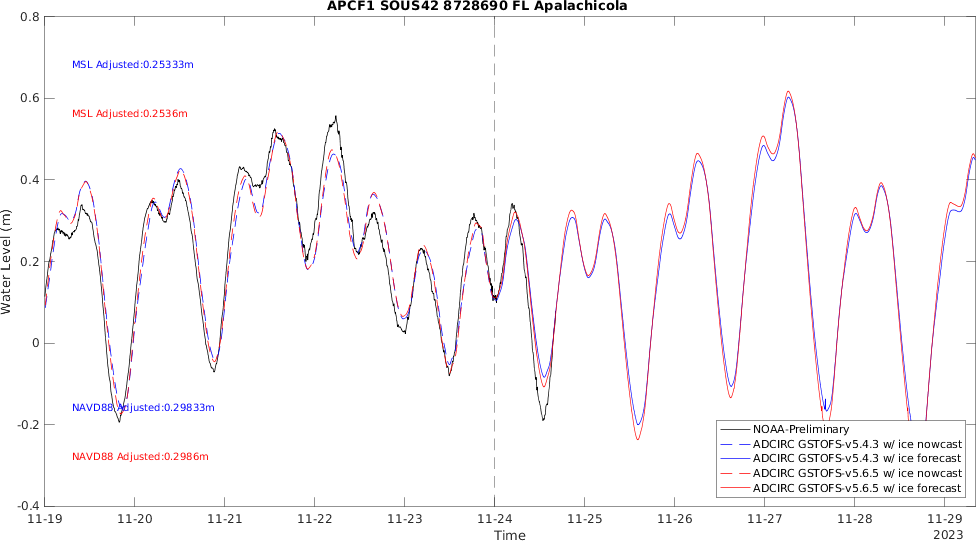 APCF1 SOUS42 8728690 FL Apalachicola
0.8
MSL Adjusted:0.25333m
0.6
MSL Adjusted:0.2536m
0.4
Water Level (m)
0.2
0
NAVD88 Adjusted:0.29833m
-0.2
NOAA-Preliminary
ADCIRC GSTOFS-v5.4.3 w/ ice nowcast
NAVD88 Adjusted:0.2986m
ADCIRC GSTOFS-v5.4.3 w/ ice forecast
ADCIRC GSTOFS-v5.6.5 w/ ice nowcast
ADCIRC GSTOFS-v5.6.5 w/ ice forecast
-0.4
11-19 11-20 11-21 11-22 11-23 11-24 11-25 11-26 11-27 11-28 11-29
Time
2023